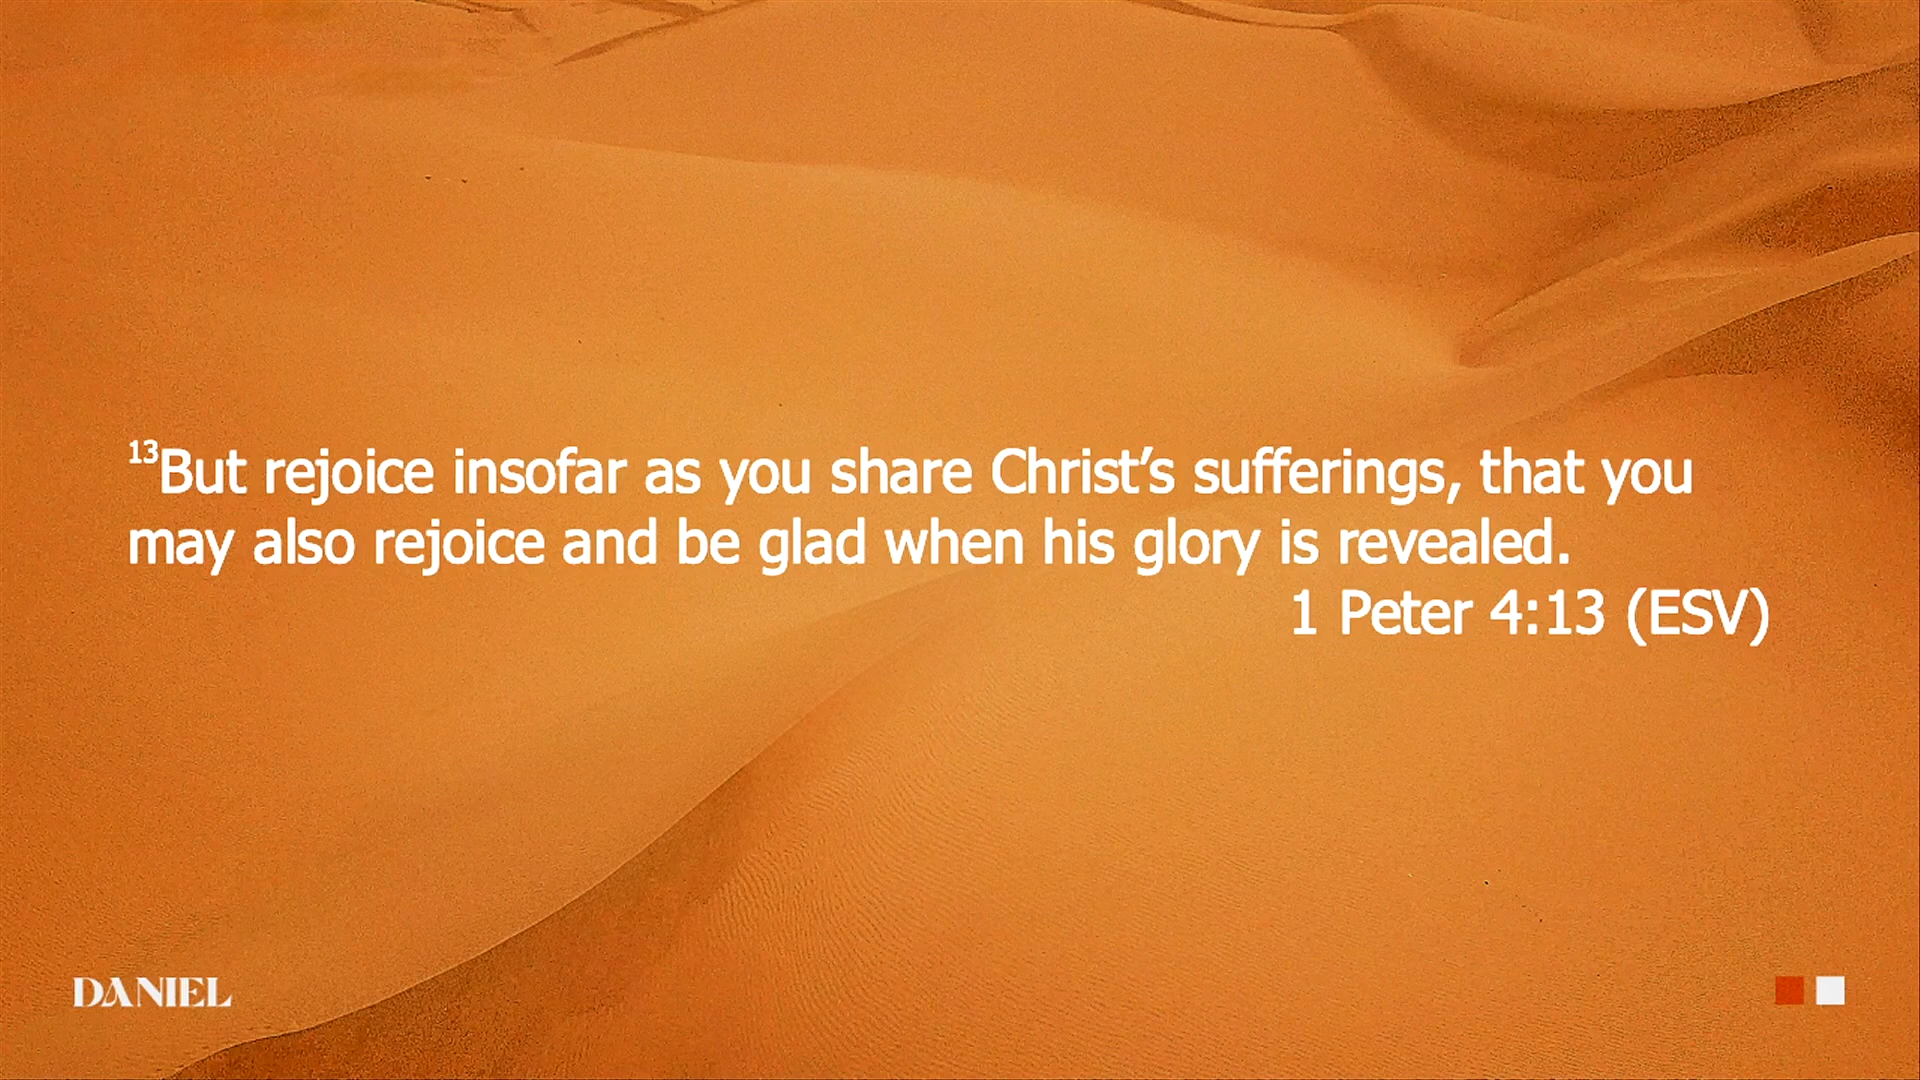 13But rejoice insofar as you share Christ’s sufferings, that you
may also rejoice and be glad when his glory is revealed.
1 Peter 4:13 (ESV)
DANIEL